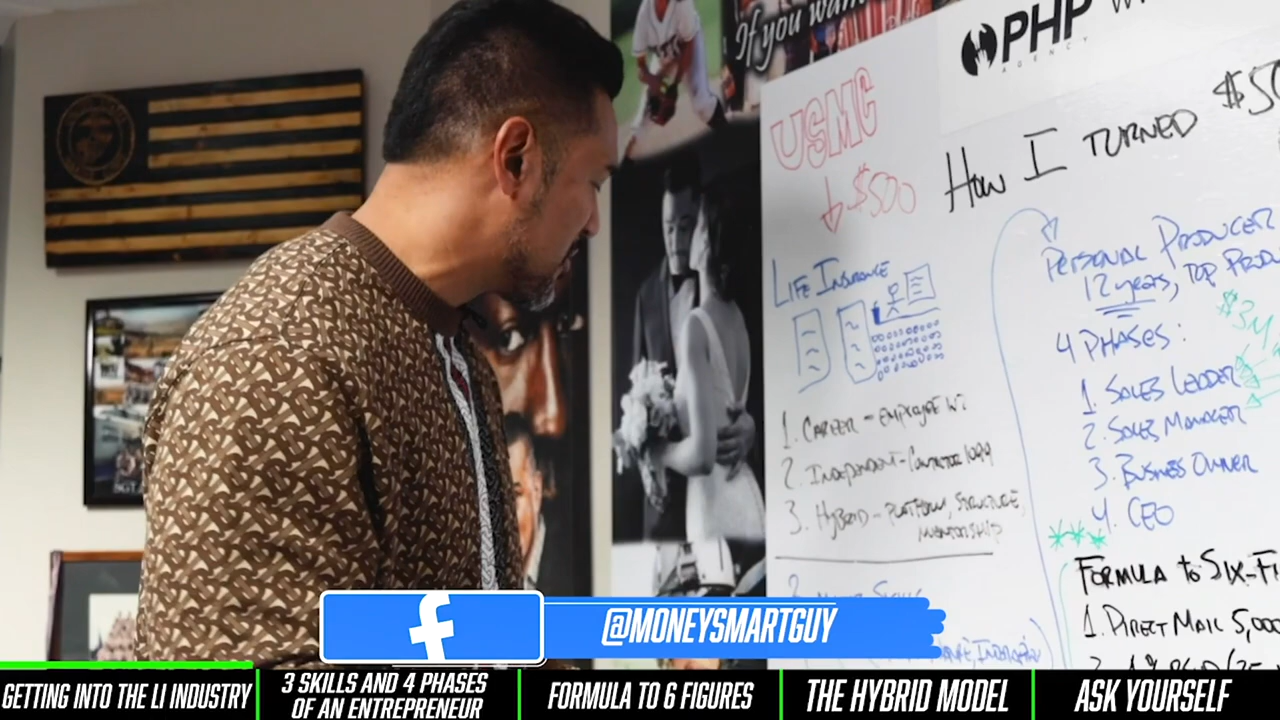 If you want
PHP
AGENCY
USMC
↓ $500
HOW I TURNED $50
LIFE INSURANCE
1. CAREER - EMPLOYEE W2
2. INDEPENDENT - CONTRACTOR 1099
3. HYBRID - PLATFORM, STRUCTURE, MENTORSHIP
PERSONAL PRODUCER
12 years, TOP PRODU
$3M
4 PHASES:
1. SALES LEADER
2. SALES MANAGER
3. BUSINESS OWNER
4. CEO
FORMULA TO SIX-FI
1. DIRECT MAIL 5,000
SGT
@MONEYSMARTGUY
GETTING INTO THE LI INDUSTRY
3 SKILLS AND 4 PHASES
OF AN ENTREPRENEUR
FORMULA TO 6 FIGURES
THE HYBRID MODEL
ASK YOURSELF